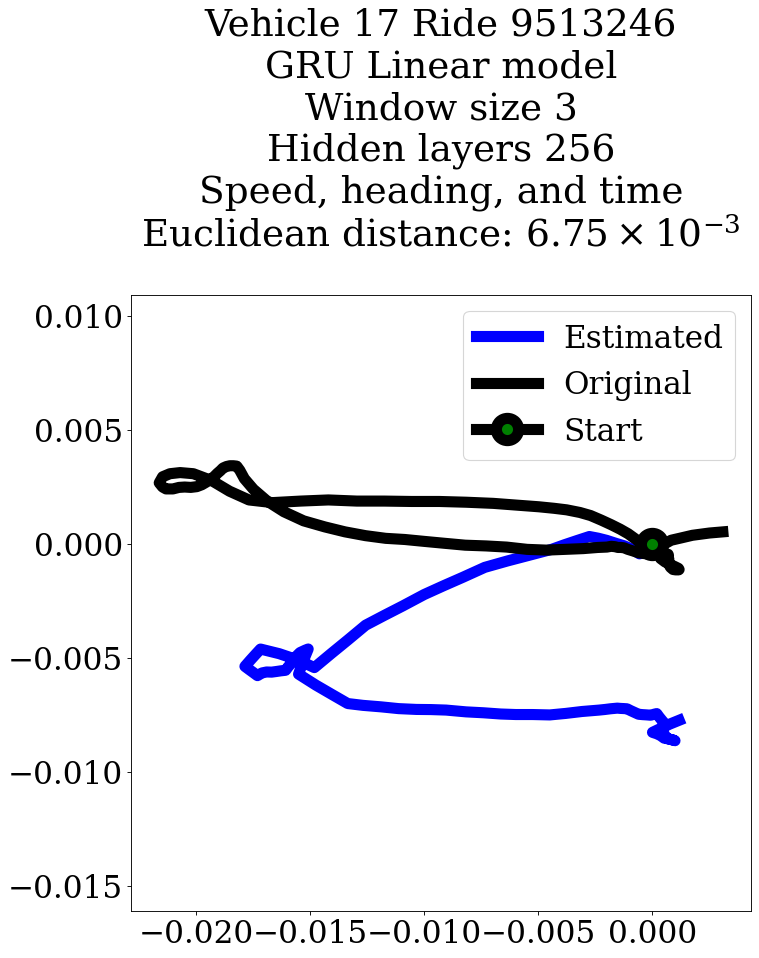 Vehicle 17 Ride 9513246
GRU Linear model
Window size 3
Hidden layers 256
Speed, heading, and time
Euclidean distance: 6.75 × 10⁻³
Estimated
Original
Start
0.010
0.005
0.000
−0.005
−0.010
−0.015
−0.020 −0.015 −0.010 −0.005 0.000